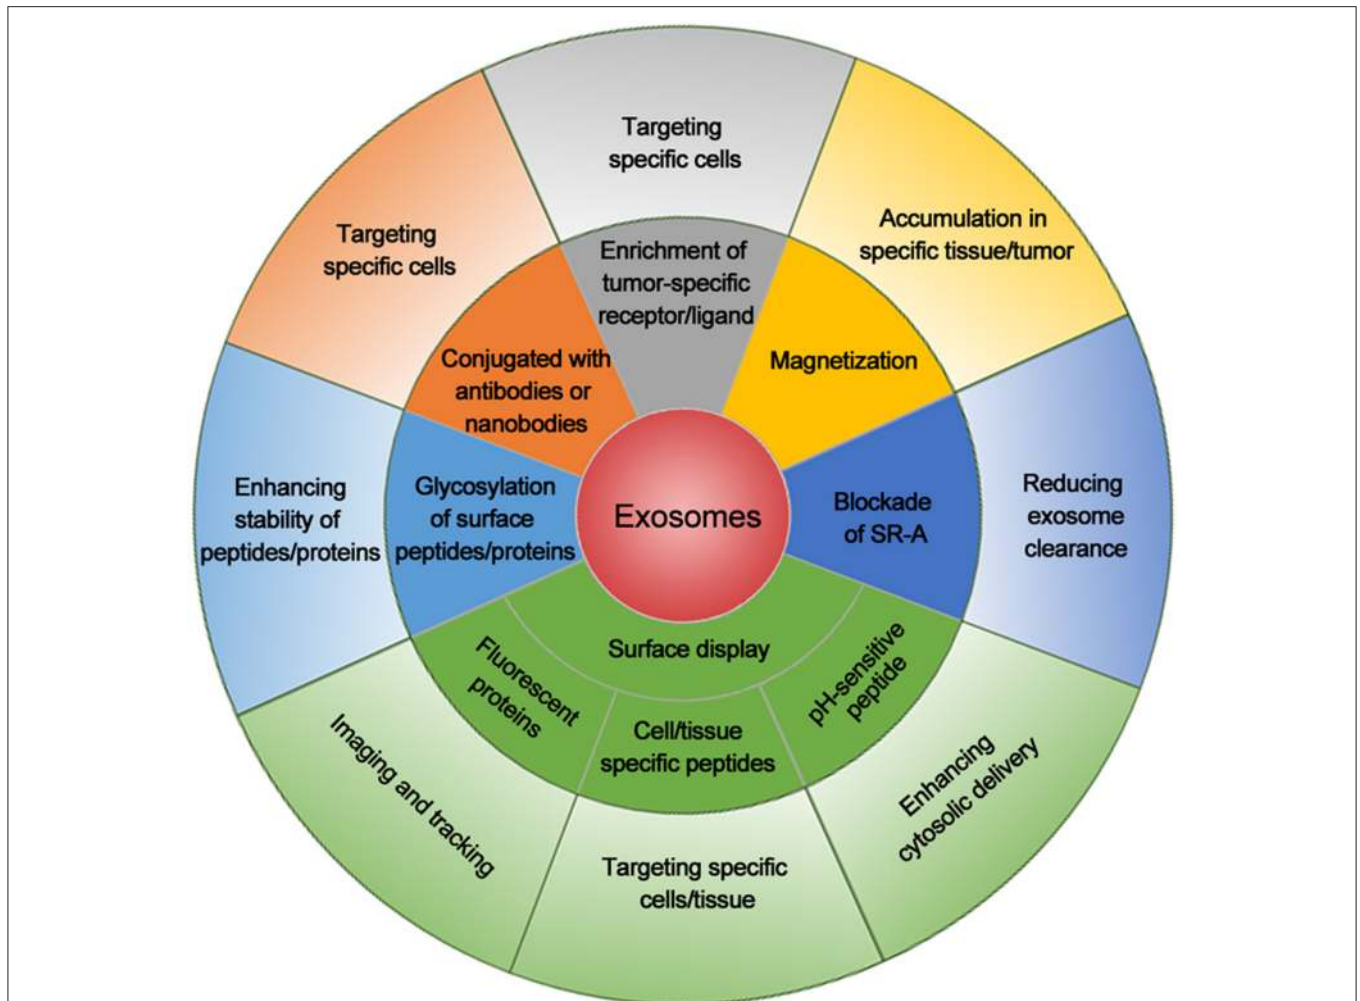 Targeting
specific cells
Accumulation in
specific tissue/tumor
Targeting
specific cells
Enrichment of
tumor-specific
receptor/ligand
Conjugated with
antibodies or
nanobodies
Magnetization
Enhancing
stability of
peptides/proteins
Glycosylation
of surface
peptides/proteins
Exosomes
Blockade
of SR-A
Reducing
exosome
clearance
Surface display
Fluorescent
proteins
Cell/tissue
specific peptides
pH-sensitive
peptide
Imaging and tracking
Targeting specific
cells/tissue
Enhancing
cytosolic delivery